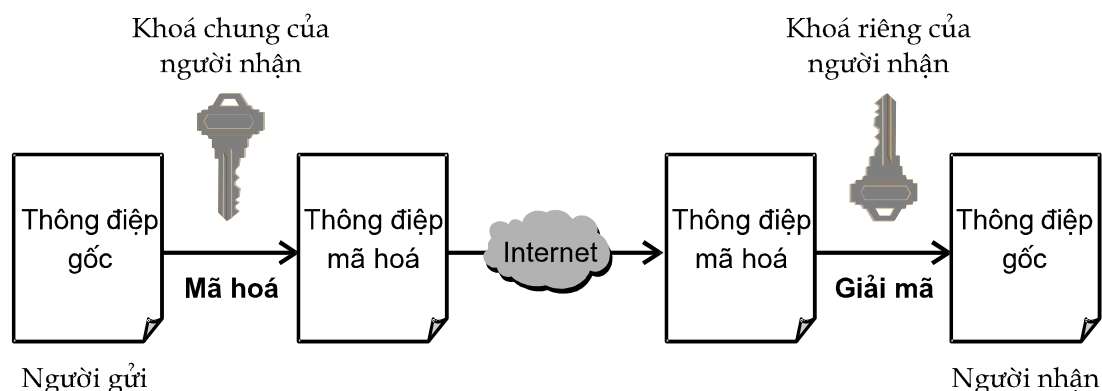 Khoá chung của
người nhận
Khoá riêng của
người nhận
Thông điệp
gốc
Mã hoá
Thông điệp
mã hoá
Internet
Thông điệp
mã hoá
Giải mã
Thông điệp
gốc
Người gửi
Người nhận